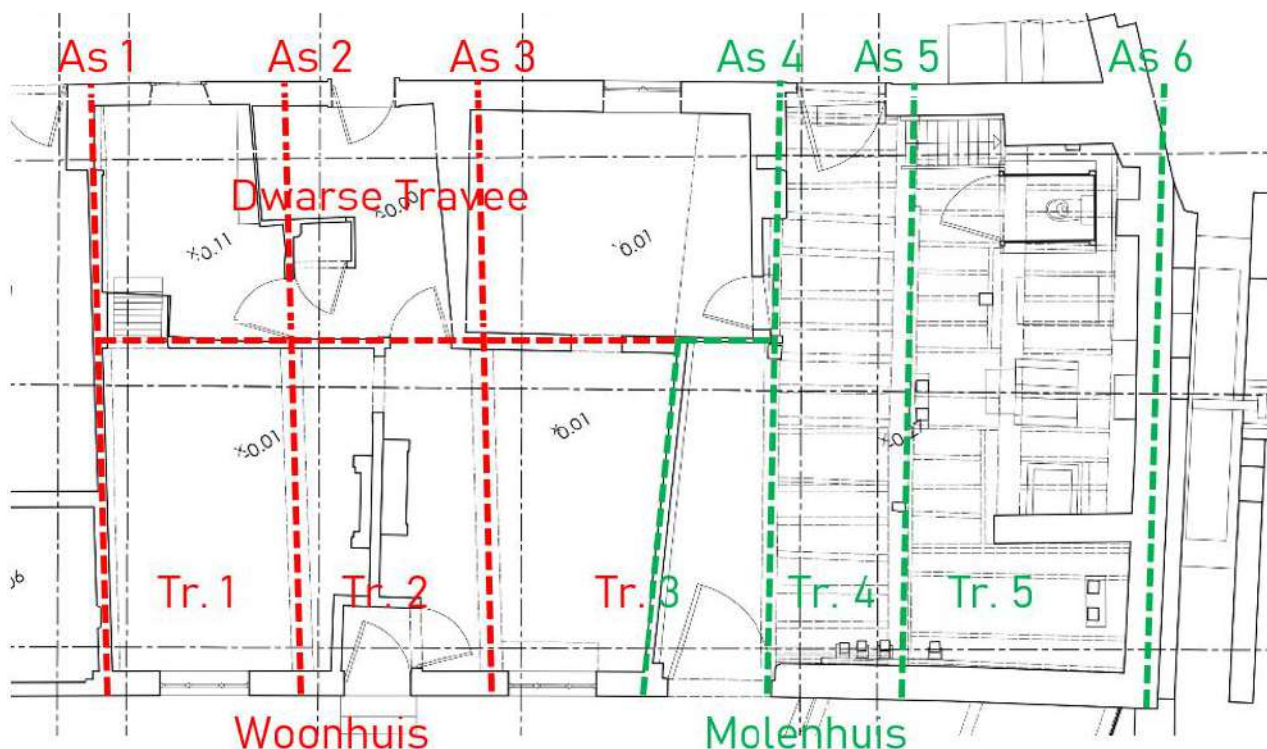 As 1 As 2 As 3 As 4 As 5 As 6
Dwarse Travee
-0.00
-0.11
0.01
-0.01
0.01
Tr. 1 Tr. 2 Tr. 3 Tr. 4 Tr. 5
Woonhuis Molenhuis